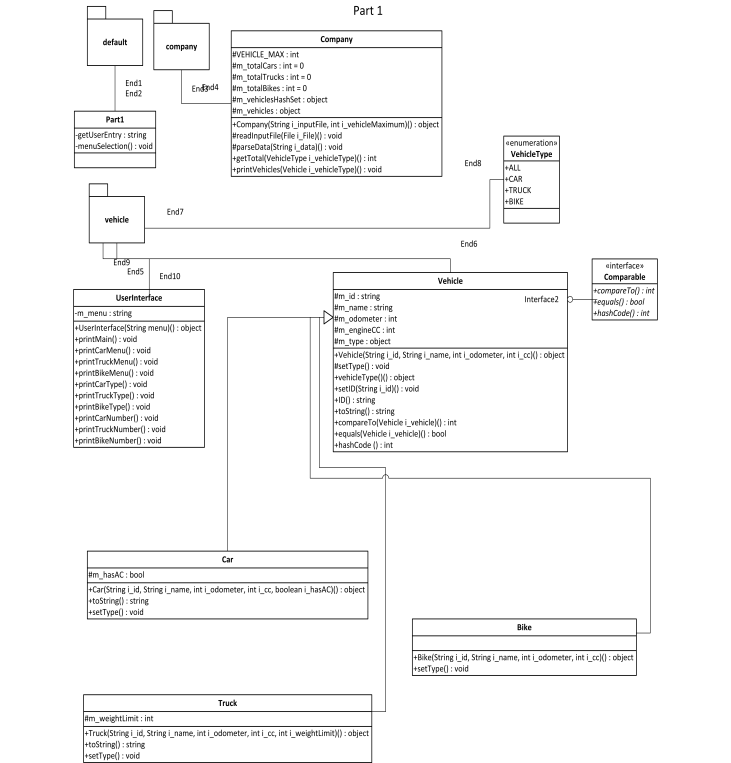 Part 1
default
company
Company
#VEHICLE_MAX : int
#m_totalCars : int = 0
#m_totalTrucks : int = 0
#m_totalBikes : int = 0
#m_vehiclesHashSet : object
#m_vehicles : object
+Company(String i_inputFile, int i_vehicleMaximum)() : object
#readInputFile(File i_File)() : void
#parseData(String i_data)() : void
+getTotal(VehicleType i_vehicleType)() : int
+printVehicles(Vehicle i_vehicleType)() : void
End1
End2
End3
End4
Part1
-getUserEntry : string
-menuSelection() : void
«enumeration»
VehicleType
+ALL
+CAR
+TRUCK
+BIKE
End8
vehicle
End7
End6
End9
End5
End10
UserInterface
-m_menu : string
+UserInterface(String menu)() : object
+printMain() : void
+printCarMenu() : void
+printTruckMenu() : void
+printBikeMenu() : void
+printCarType() : void
+printTruckType() : void
+printBikeType() : void
+printCarNumber() : void
+printTruckNumber() : void
+printBikeNumber() : void
Vehicle
#m_id : string
#m_name : string
#m_odometer : int
#m_engineCC : int
#m_type : object
Interface2
+Vehicle(String i_id, String i_name, int i_odometer, int i_cc)() : object
#setType() : void
+vehicleType()() : object
+setID(String i_id)() : void
+ID() : string
+toString() : string
+compareTo(Vehicle i_vehicle)() : int
+equals(Vehicle i_vehicle)() : bool
+hashCode () : int
«interface»
Comparable
+compareTo() : int
+equals() : bool
+hashCode() : int
Car
#m_hasAC : bool
+Car(String i_id, String i_name, int i_odometer, int i_cc, boolean i_hasAC)() : object
+toString() : string
+setType() : void
Bike
+Bike(String i_id, String i_name, int i_odometer, int i_cc)() : object
+setType() : void
Truck
#m_weightLimit : int
+Truck(String i_id, String i_name, int i_odometer, int i_cc, int i_weightLimit)() : object
+toString() : string
+setType() : void